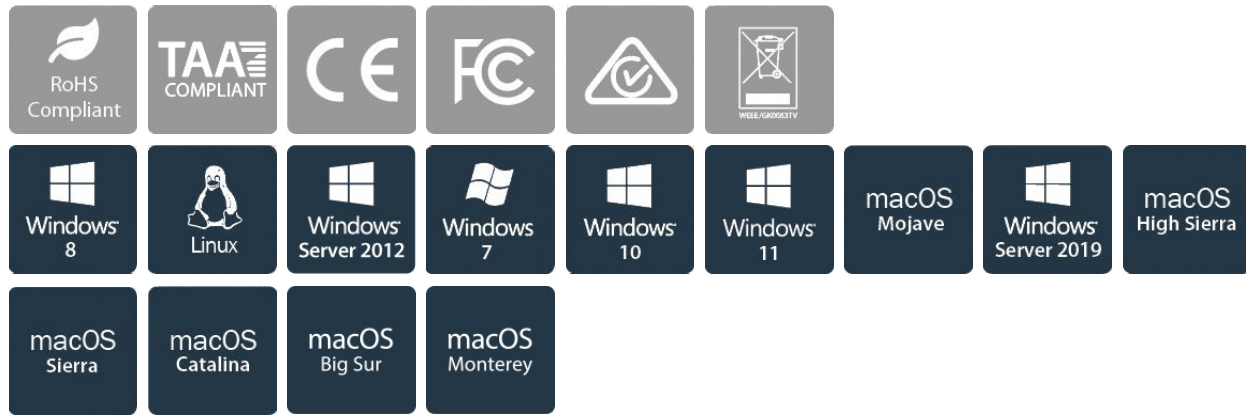 RoHS
Compliant
TAA
COMPLIANT
CE
FC
WEEE/GK0063TV
Windows
8
Linux
Windows
Server 2012
Windows
7
Windows
10
Windows
11
macOS
Mojave
Windows
Server 2019
macOS
High Sierra
macOS
Sierra
macOS
Catalina
macOS
Big Sur
macOS
Monterey